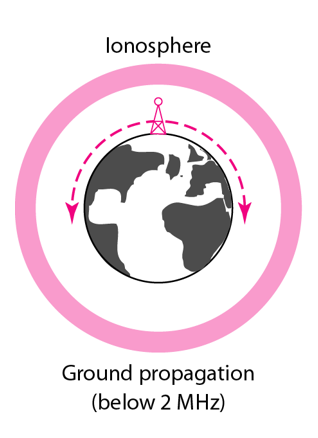 Ionosphere
Ground propagation
(below 2 MHz)